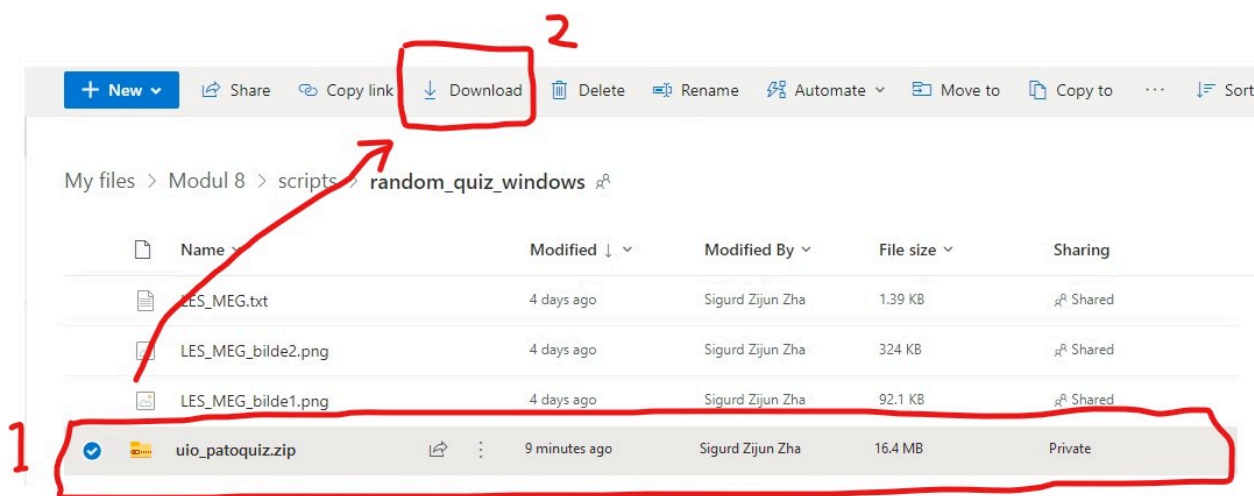 2
New Share Copy link Download Delete Rename Automate Move to Copy to ... Sort
My files > Modul 8 > scripts > random_quiz_windows
Name Modified ↓ Modified By File size Sharing
LES_MEG.txt 4 days ago Sigurd Zijun Zha 1.39 KB Shared
LES_MEG_bilde2.png 4 days ago Sigurd Zijun Zha 324 KB Shared
LES_MEG_bilde1.png 4 days ago Sigurd Zijun Zha 92.1 KB Shared
1 uio_patoquiz.zip 9 minutes ago Sigurd Zijun Zha 16.4 MB Private